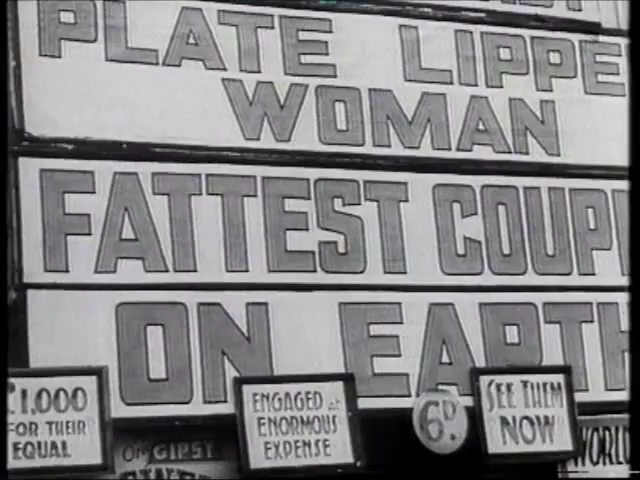 PLATE LIPPE
WOMAN
FATTEST COUPL
ON EARTH
£1,000
FOR THEIR
EQUAL
ENGAGED at
ENORMOUS
EXPENSE
6D.
SEE THEM
NOW
GIPSY
WORLD